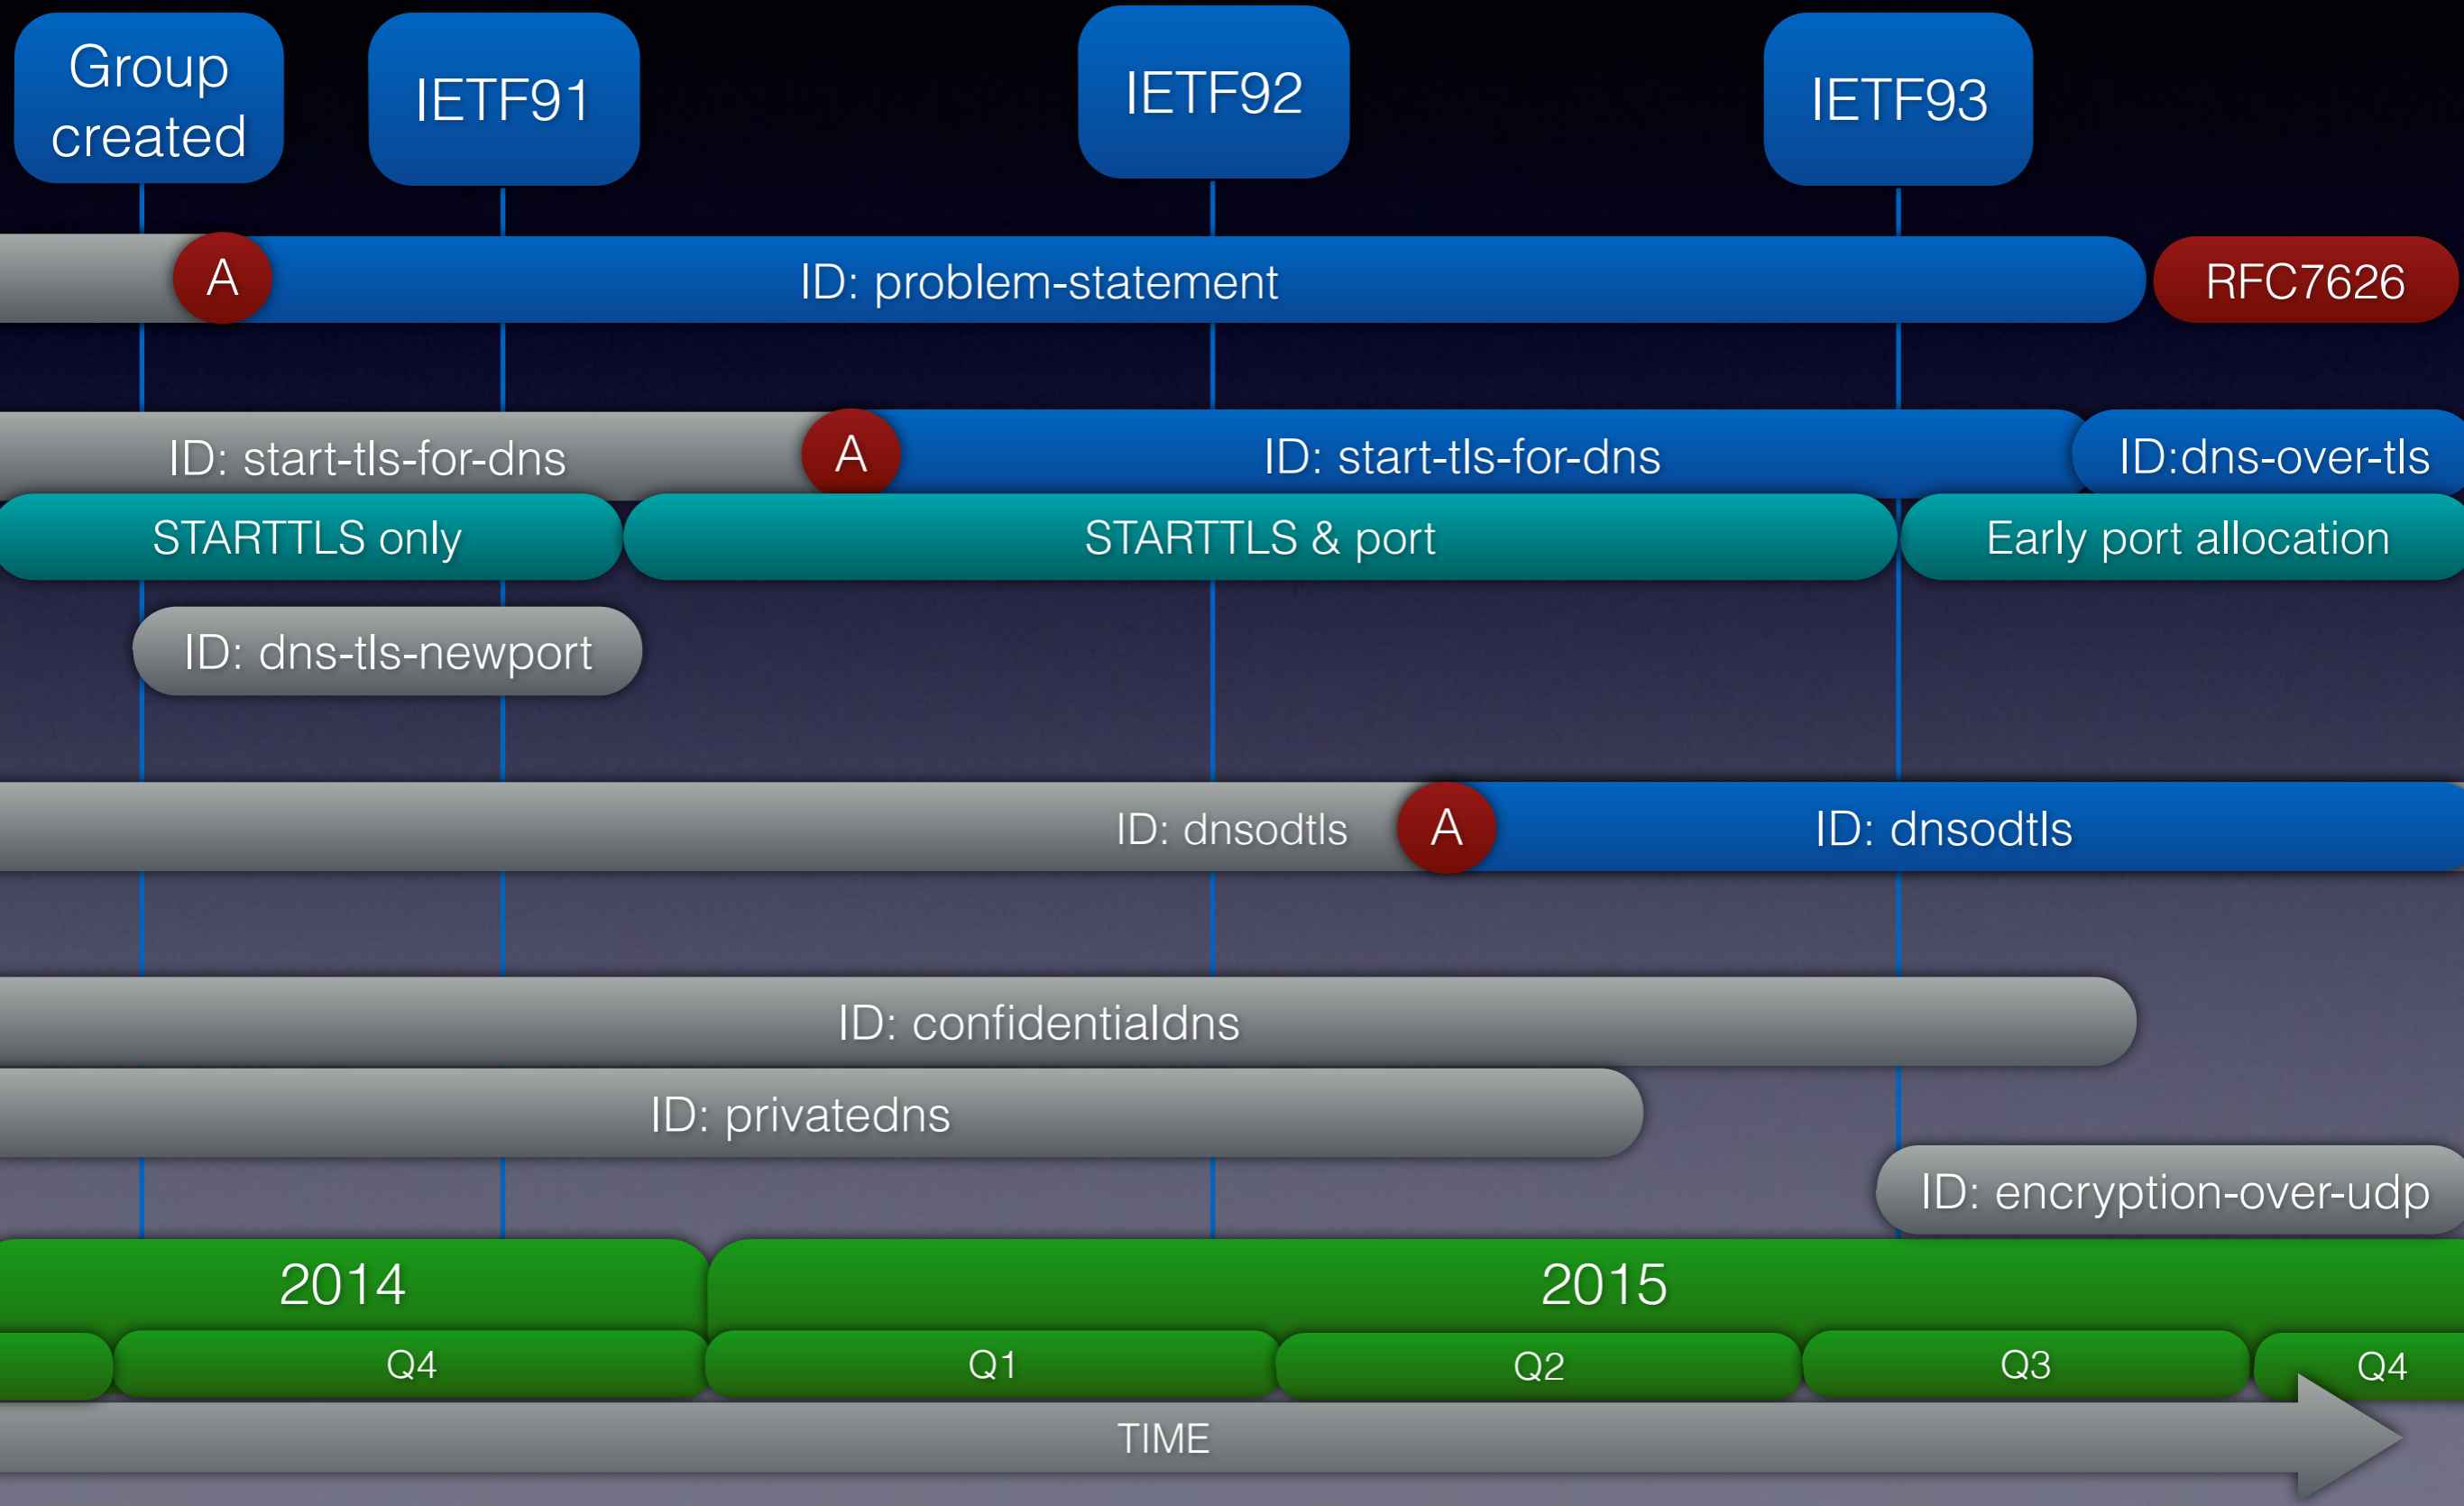 Group
created
IETF91
IETF92
IETF93
A
ID: problem-statement
RFC7626
ID: start-tls-for-dns
A
ID: start-tls-for-dns
ID:dns-over-tls
STARTTLS only
STARTTLS & port
Early port allocation
ID: dns-tls-newport
ID: dnsodtls
A
ID: dnsodtls
ID: confidentialdns
ID: privatedns
ID: encryption-over-udp
2014
2015
Q4
Q1
Q2
Q3
Q4
TIME